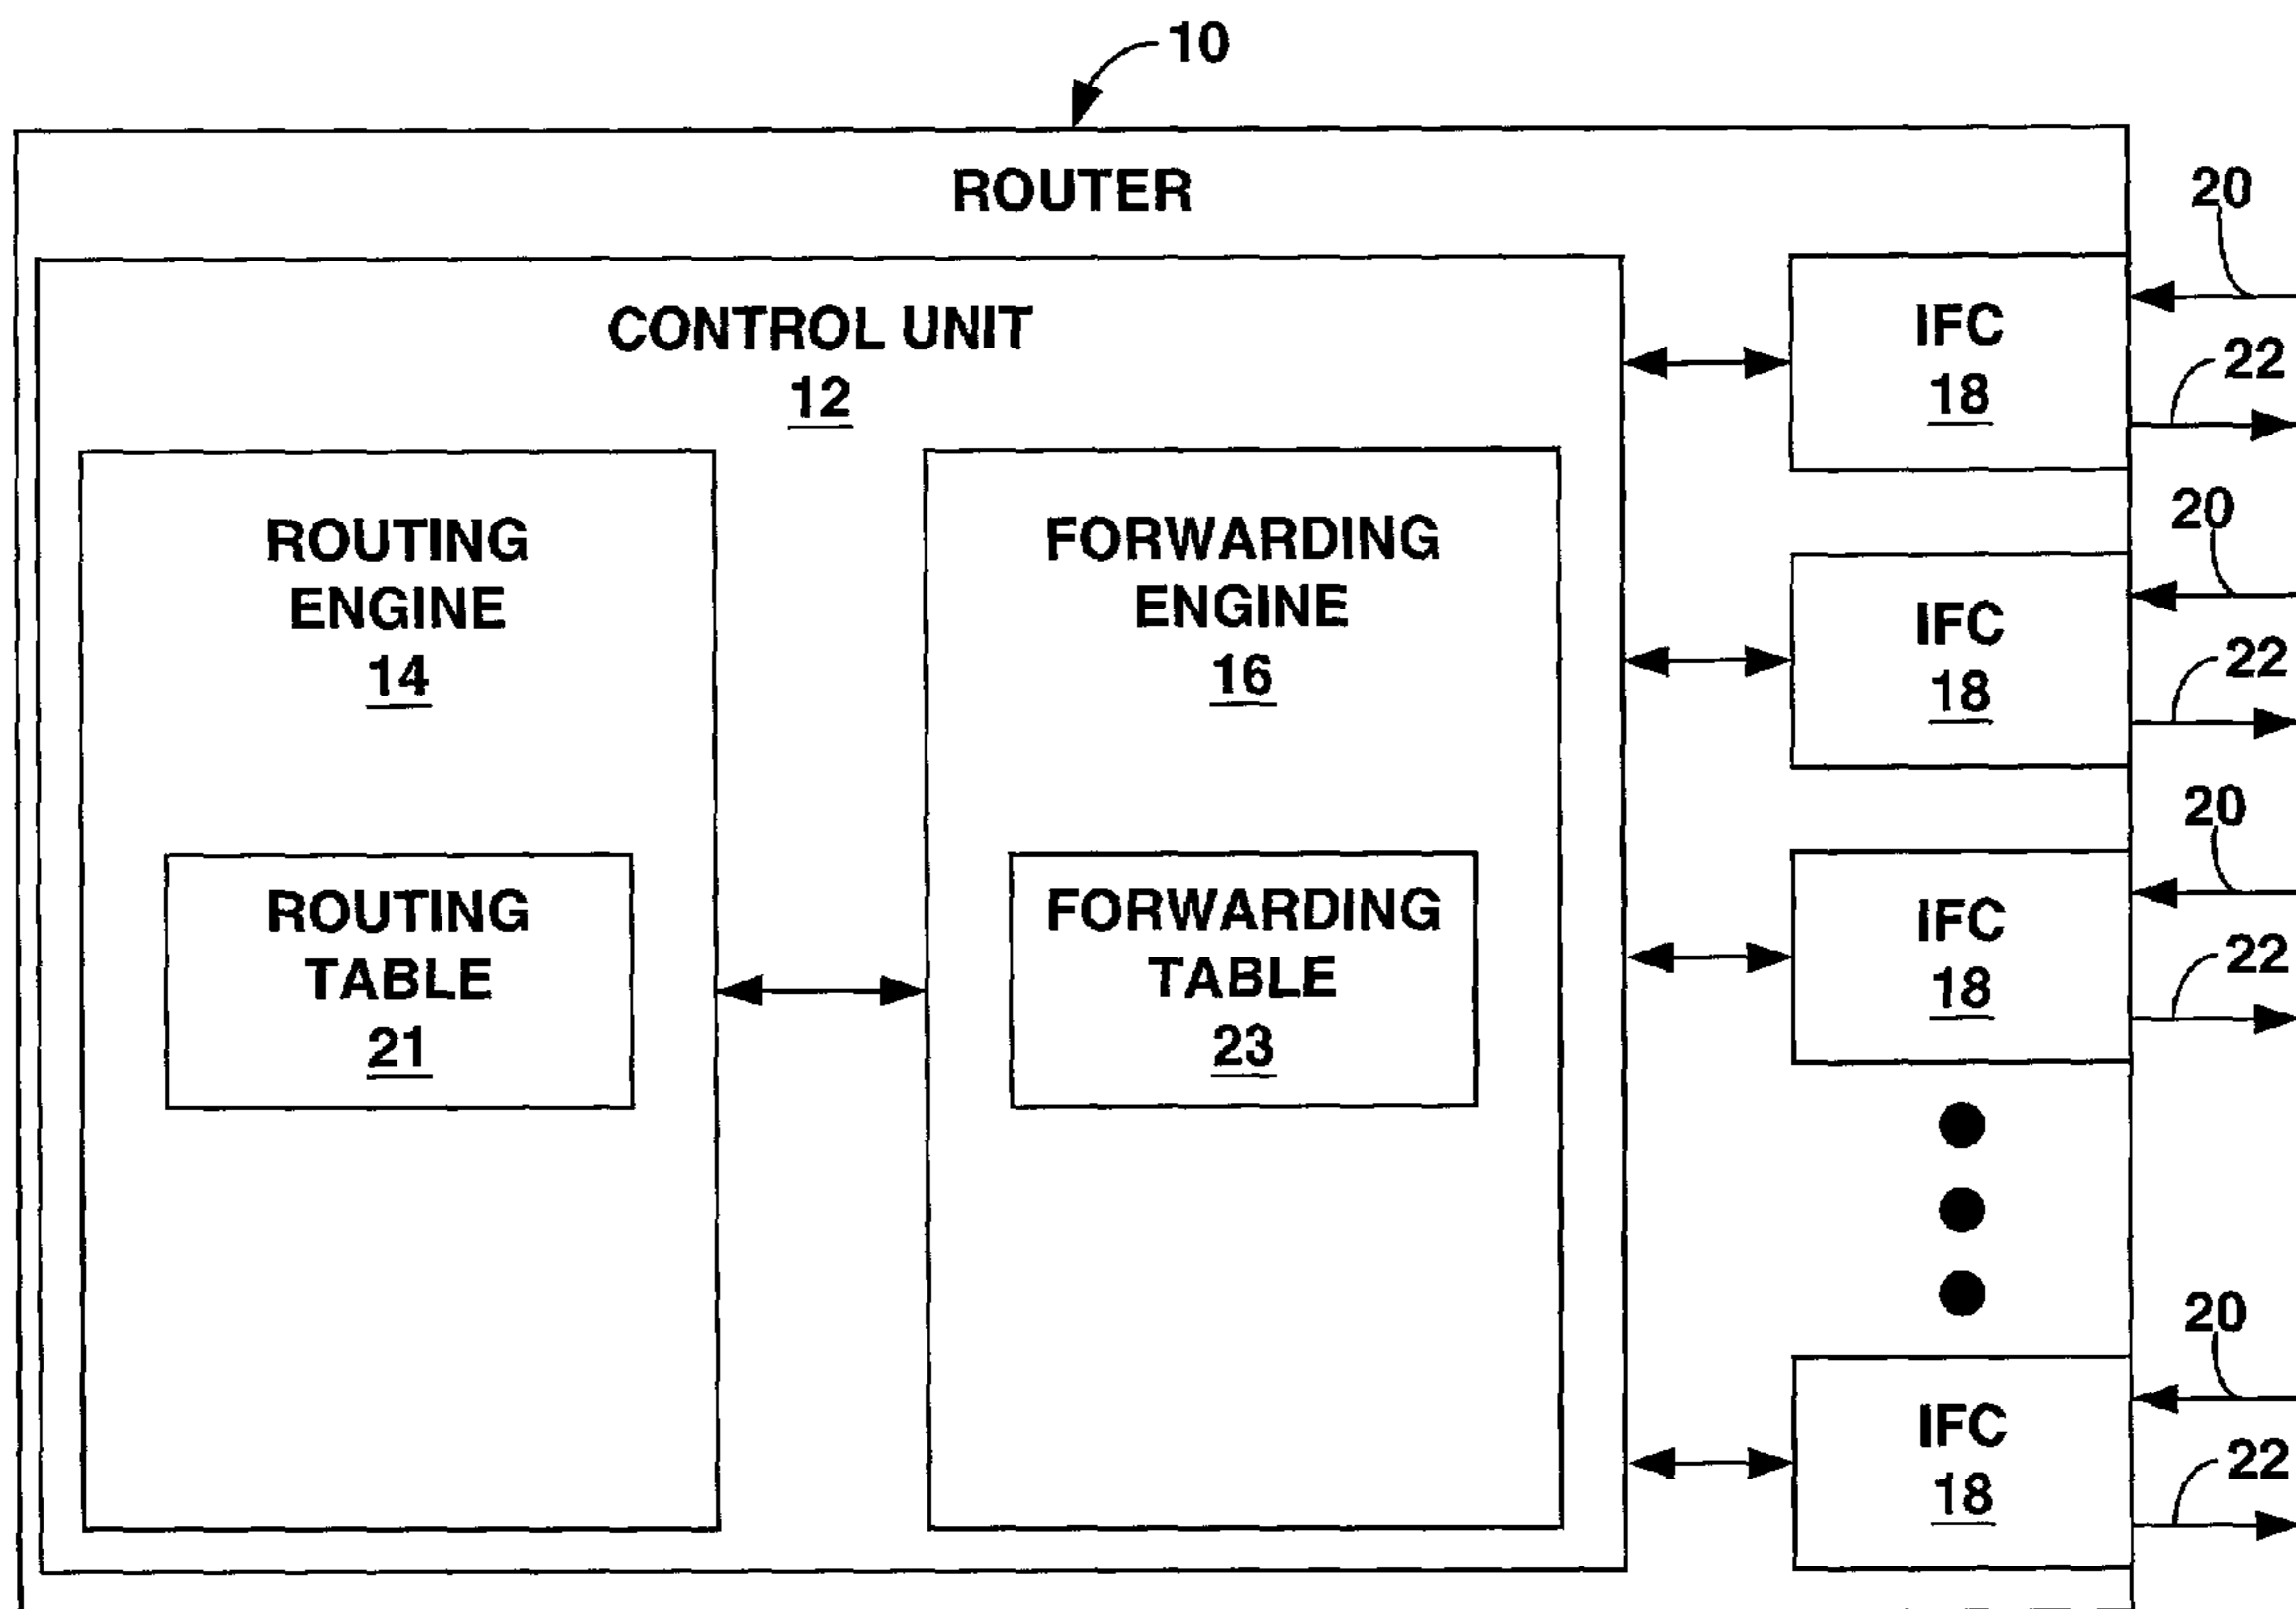 10
ROUTER
CONTROL UNIT
12
ROUTING
ENGINE
14
ROUTING
TABLE
21
FORWARDING
ENGINE
16
FORWARDING
TABLE
23
IFC
18
20
22
IFC
18
20
22
IFC
18
20
22
IFC
18
20
22